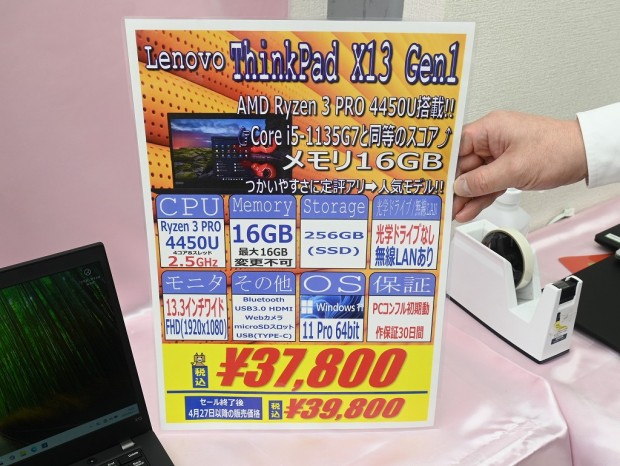 Lenovo ThinkPad X13 Gen1
AMD Ryzen 3 PRO 4450U搭載!!
Core i5-1135G7と同等のスコア⤴
メモリ16GB
つかいやすさに定評アリ➡人気モデル!!
CPU
Ryzen 3 PRO
4450U
4コア8スレッド
2.5GHz
Memory
16GB
最大16GB
変更不可
Storage
256GB
(SSD)
光学ドライブ/無線LAN
光学ドライブなし
無線LANあり
モニタ
13.3インチワイド
FHD(1920x1080)
その他
Bluetooth
USB3.0 HDMI
Webカメラ
microSDスロット
USB(TYPE-C)
OS
Windows 11
11 Pro 64bit
保証
PCコンフル初期動
作保証30日間
税込 ¥37,800
セール終了後
4月27日以降の販売価格
税込 ¥39,800